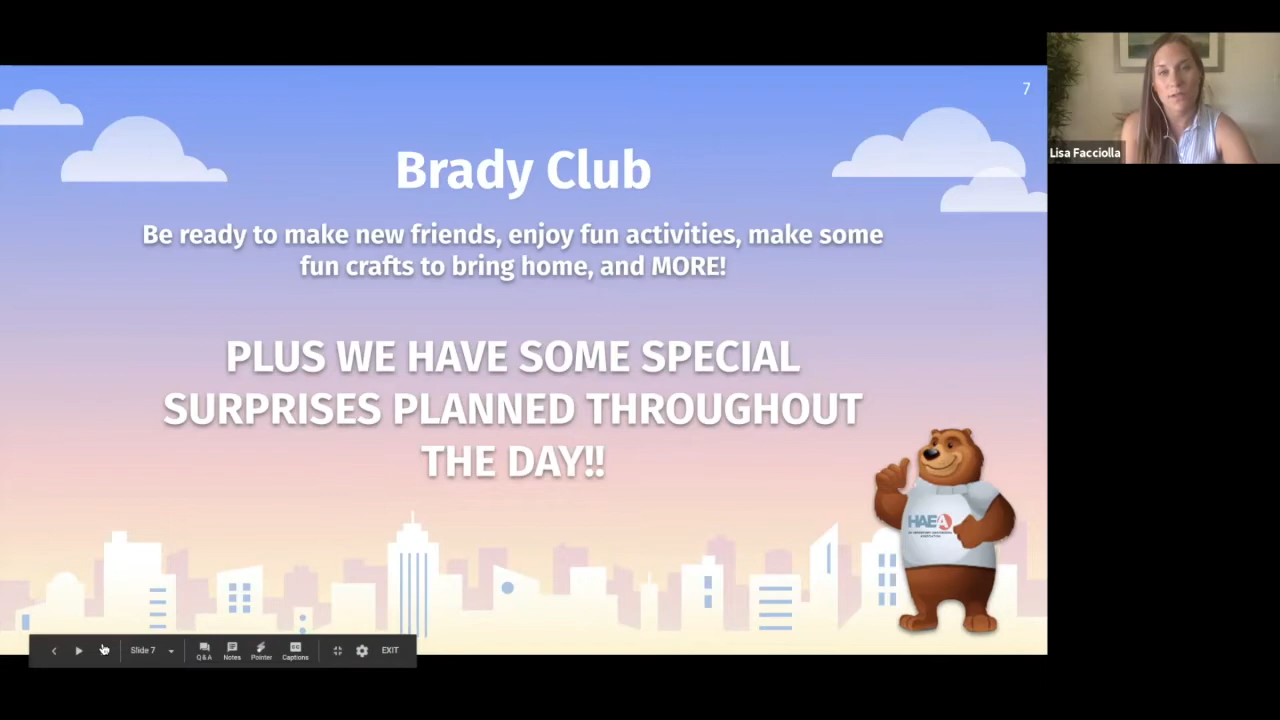 7
Brady Club
Be ready to make new friends, enjoy fun activities, make some
fun crafts to bring home, and MORE!
PLUS WE HAVE SOME SPECIAL
SURPRISES PLANNED THROUGHOUT
THE DAY!!
HAEA
Lisa Facciolla
Slide 7
Q&A
Notes
Pointer
Captions
EXIT